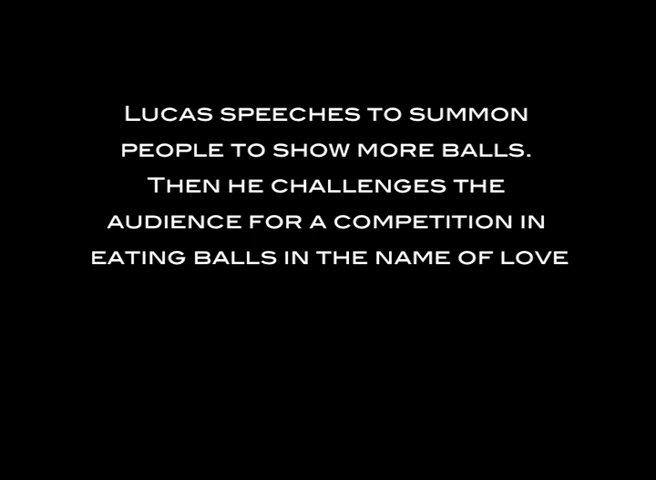 Lucas speeches to summon
people to show more balls.
Then he challenges the
audience for a competition in
eating balls in the name of love